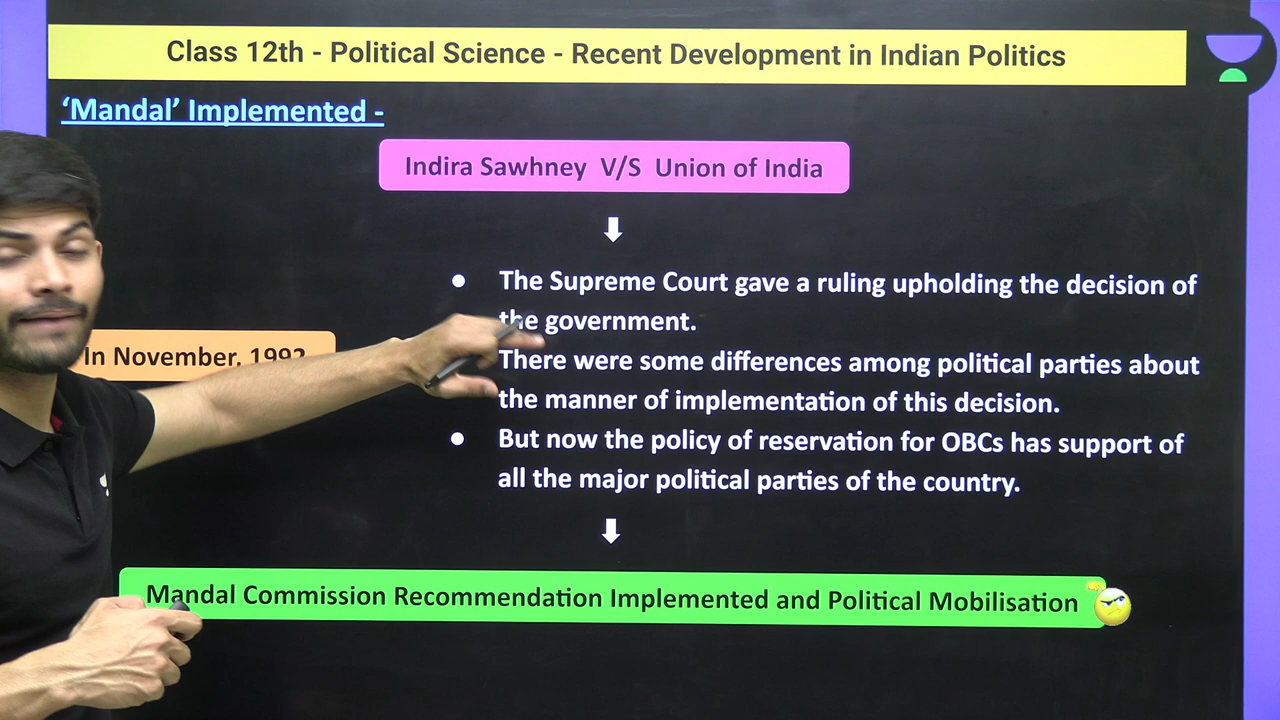 Class 12th - Political Science - Recent Development in Indian Politics
‘Mandal’ Implemented -
Indira Sawhney V/S Union of India
• The Supreme Court gave a ruling upholding the decision of
the government.
In November, 1992
There were some differences among political parties about
the manner of implementation of this decision.
• But now the policy of reservation for OBCs has support of
all the major political parties of the country.
Mandal Commission Recommendation Implemented and Political Mobilisation